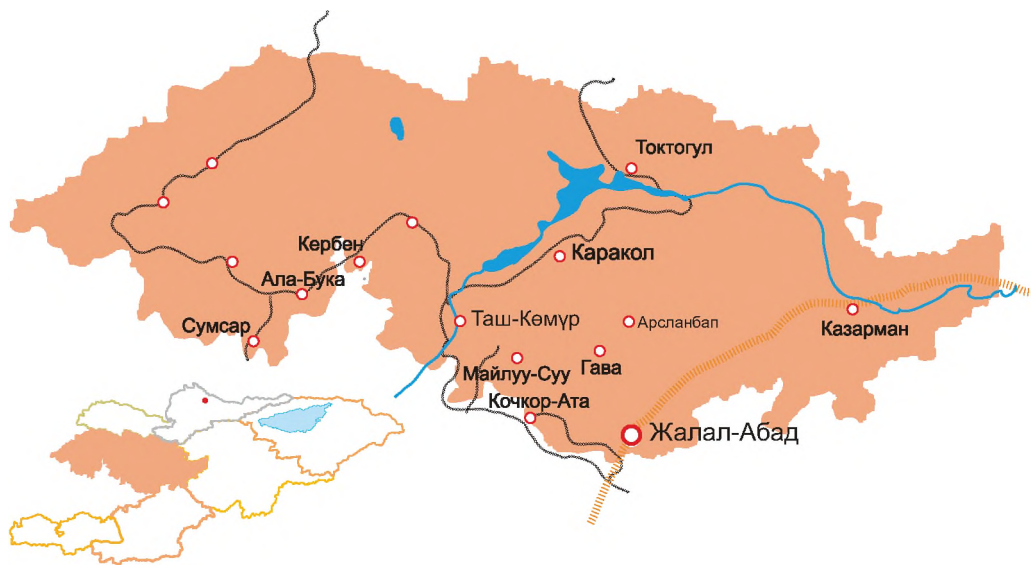 Токтогул
Кербен
Каракол
Ала-Бука
Сумсар
Таш-Көмүр
Арсланбап
Казарман
Майлуу-Суу
Гава
Кочкор-Ата
Жалал-Абад